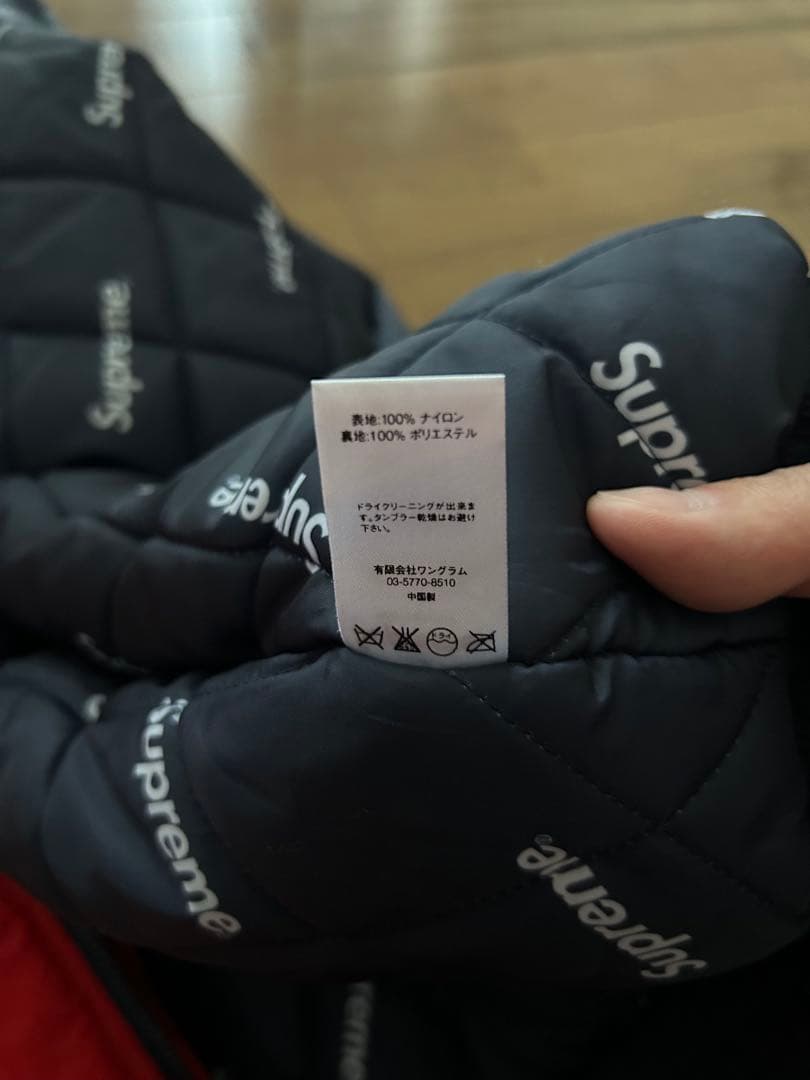 Supreme
Supreme
Supreme
表地:100% ナイロン
裏地:100% ポリエステル
ドライクリーニングが出来ま
す。タンブラー乾燥はお避け
下さい。
有限会社ワングラム
03-5770-8510
中国製
ドライ
Supreme
Supreme
Supreme